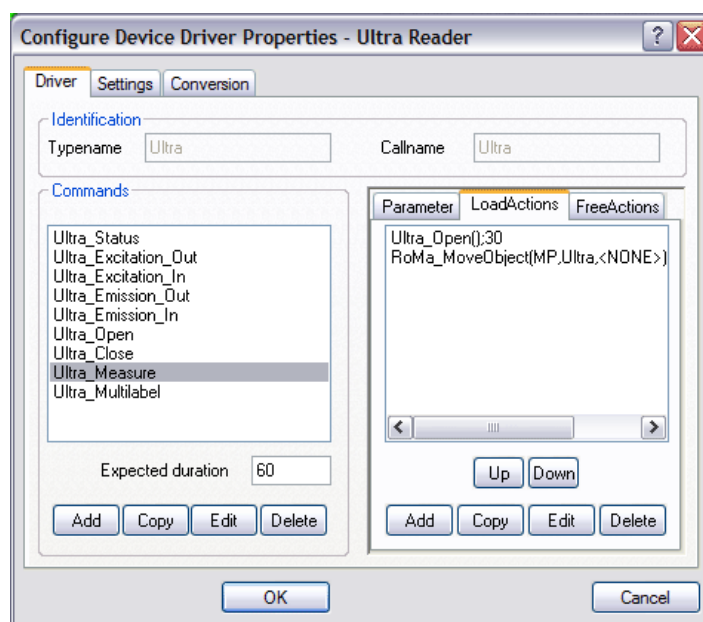 Configure Device Driver Properties - Ultra Reader
?
X
Driver Settings Conversion
Identification
Typename Ultra Callname Ultra
Commands
Ultra_Status
Ultra_Excitation_Out
Ultra_Excitation_In
Ultra_Emission_Out
Ultra_Emission_In
Ultra_Open
Ultra_Close
Ultra_Measure
Ultra_Multilabel
Expected duration 60
Add Copy Edit Delete
Parameter LoadActions FreeActions
Ultra_Open();30
RoMa_MoveObject(MP,Ultra,<NONE>)
Up Down
Add Copy Edit Delete
OK Cancel